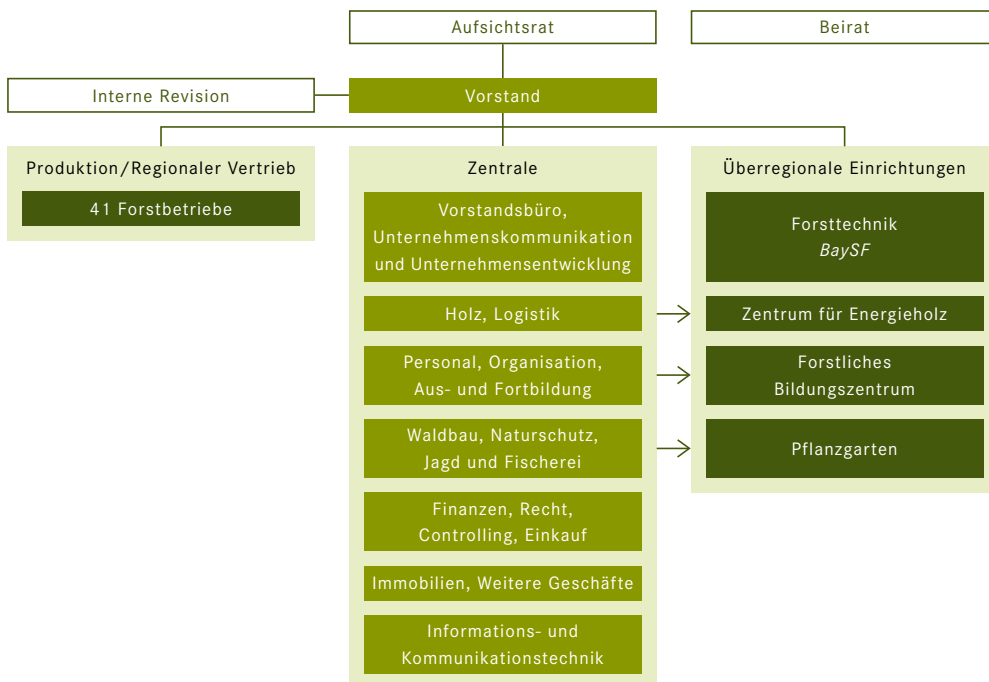 Aufsichtsrat
Beirat
Interne Revision
Vorstand
Produktion/Regionaler Vertrieb
41 Forstbetriebe
Zentrale
Vorstandsbüro,
Unternehmenskommunikation
und Unternehmensentwicklung
Holz, Logistik
Personal, Organisation,
Aus- und Fortbildung
Waldbau, Naturschutz,
Jagd und Fischerei
Finanzen, Recht,
Controlling, Einkauf
Immobilien, Weitere Geschäfte
Informations- und
Kommunikationstechnik
Überregionale Einrichtungen
Forsttechnik
BaySF
Zentrum für Energieholz
Forstliches
Bildungszentrum
Pflanzgarten